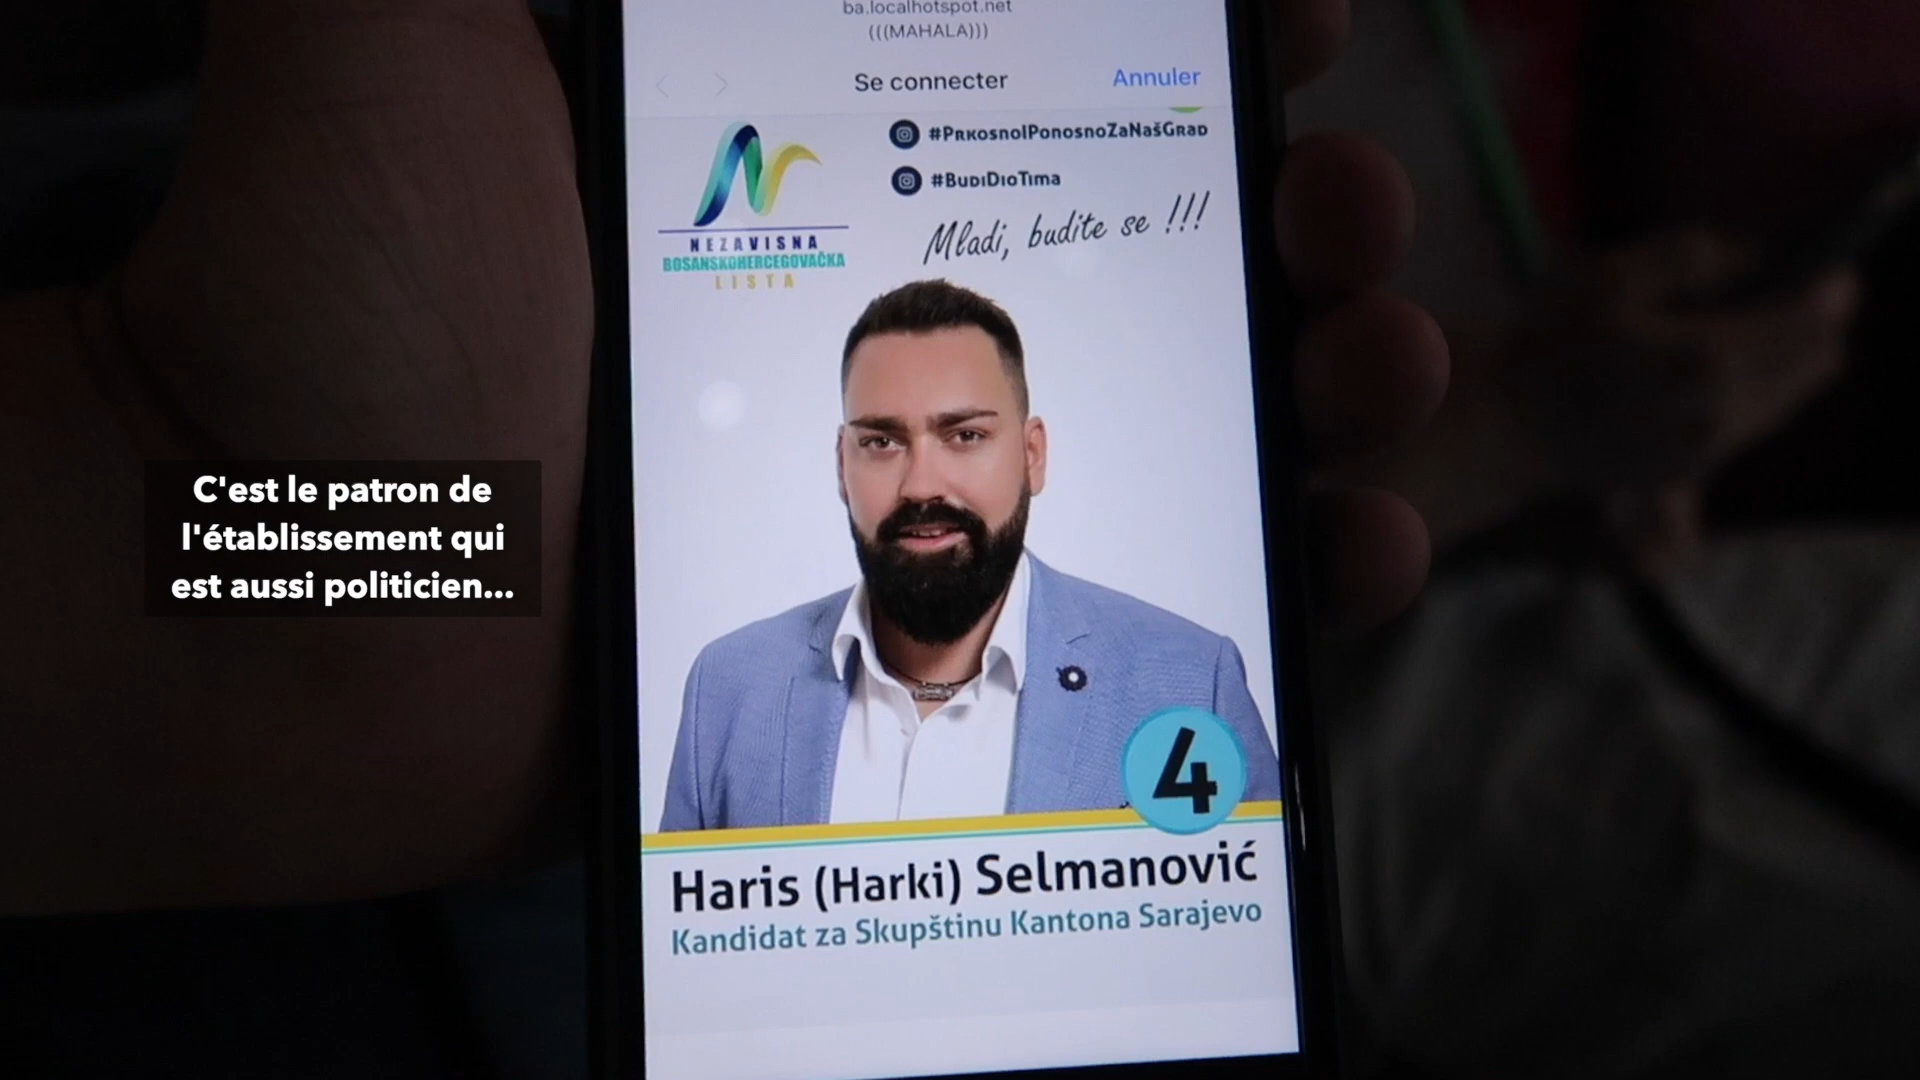 ba.localhotspot.net
(((MAHALA)))
Se connecter
Annuler
#PrkosnoIPonosnoZaNašGrad
#BudiDioTima
Mladi, budite se !!!
NEZAVISNA
BOSANSKOHERCEGOVAČKA
LISTA
C'est le patron de
l'établissement qui
est aussi politicien...
4
Haris (Harki) Selmanović
Kandidat za Skupštinu Kantona Sarajevo